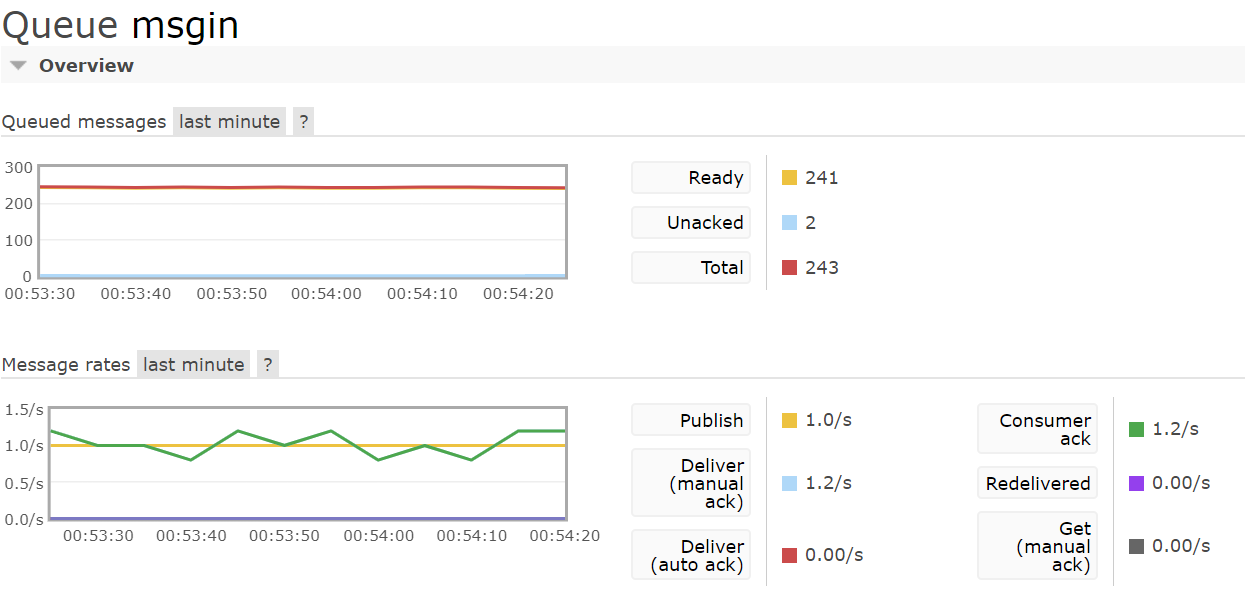 Queue msgin
Overview
Queued messages last minute ?
300
200
100
0
00:53:30 00:53:40 00:53:50 00:54:00 00:54:10 00:54:20
Ready 241
Unacked 2
Total 243
Message rates last minute ?
1.5/s
1.0/s
0.5/s
0.0/s
00:53:30 00:53:40 00:53:50 00:54:00 00:54:10 00:54:20
Publish 1.0/s
Deliver
(manual 1.2/s
ack)
Deliver
(auto ack) 0.00/s
Consumer
ack 1.2/s
Redelivered 0.00/s
Get
(manual 0.00/s
ack)